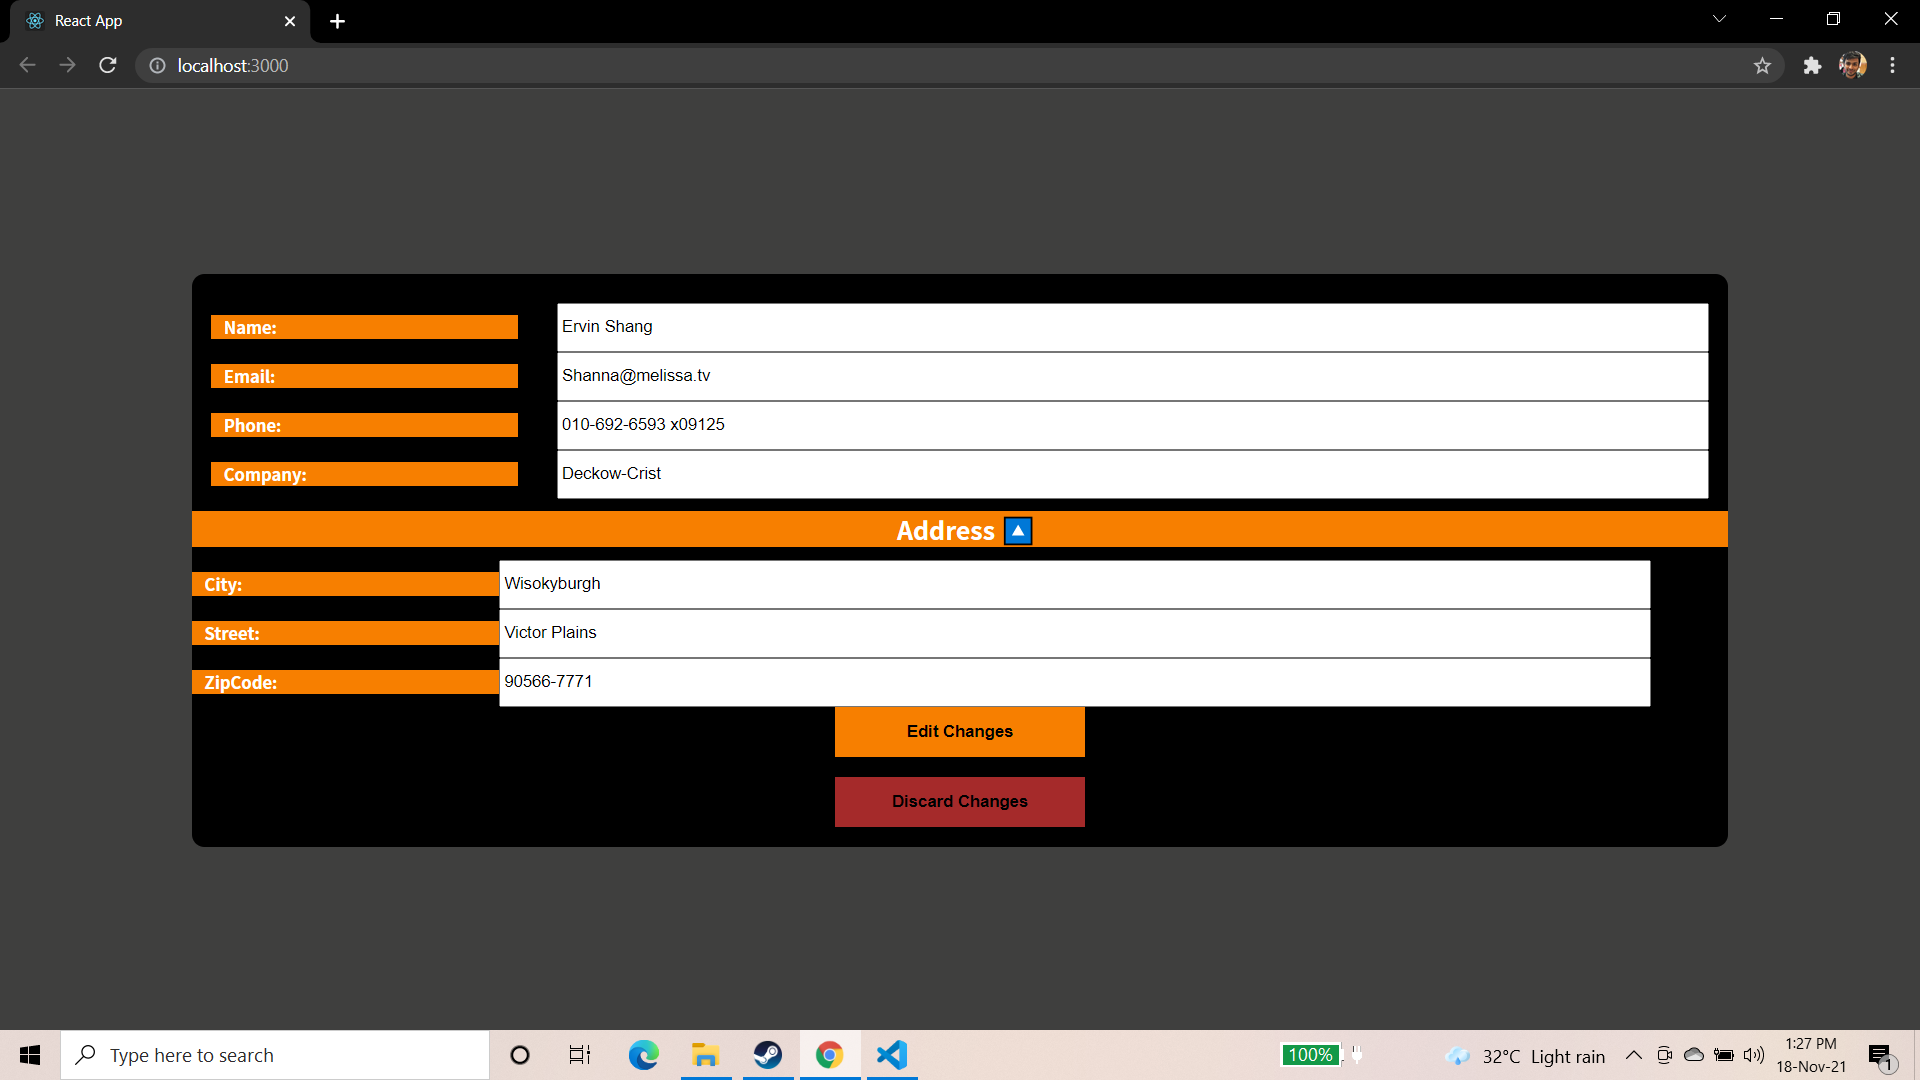 React App
localhost:3000
Name:
Ervin Shang
Email:
Shanna@melissa.tv
Phone:
010-692-6593 x09125
Company:
Deckow-Crist
Address
City:
Wisokyburgh
Street:
Victor Plains
ZipCode:
90566-7771
Edit Changes
Discard Changes
Type here to search
100%
32°C Light rain
1:27 PM
18-Nov-21
1